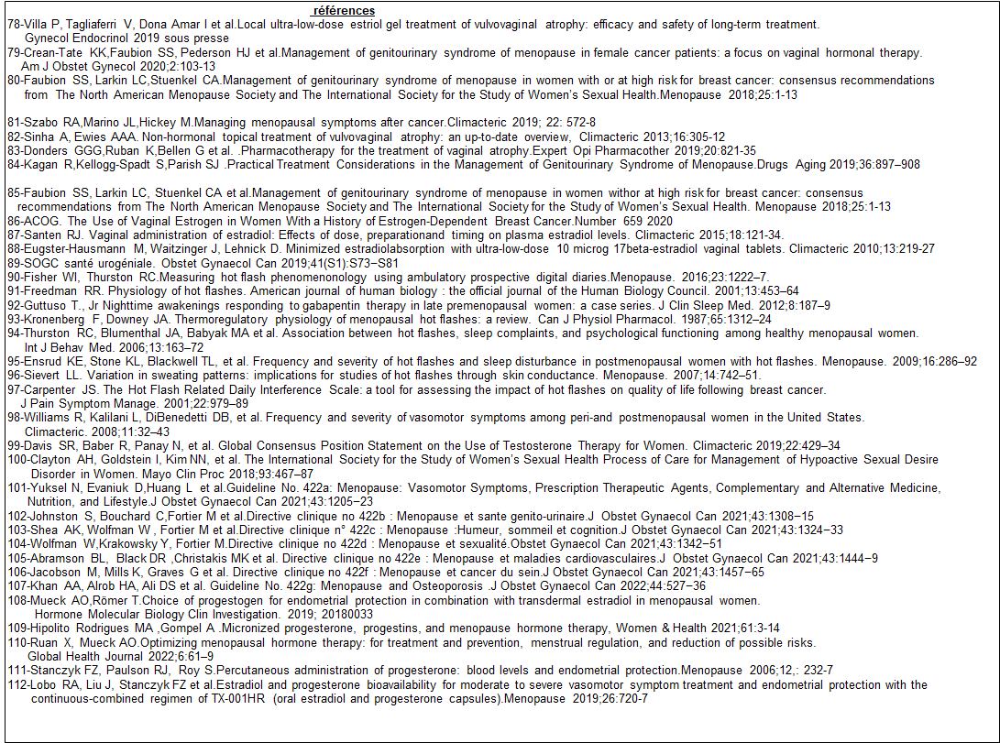 références
78-Villa P, Tagliaferri V, Dona Amar I et al.Local ultra-low-dose estriol gel treatment of vulvovaginal atrophy: efficacy and safety of long-term treatment.
Gynecol Endocrinol 2019 sous presse
79-Crean-Tate KK,Faubion SS, Pederson HJ et al.Management of genitourinary syndrome of menopause in female cancer patients: a focus on vaginal hormonal therapy.
Am J Obstet Gynecol 2020;2:103-13
80-Faubion SS, Larkin LC,Stuenkel CA.Management of genitourinary syndrome of menopause in women with or at high risk for breast cancer: consensus recommendations
from The North American Menopause Society and The International Society for the Study of Women's Sexual Health.Menopause 2018;25:1-13
81-Szabo RA,Marino JL,Hickey M.Managing menopausal symptoms after cancer.Climacteric 2019; 22: 572-8
82-Sinha A, Ewies AAA. Non-hormonal topical treatment of vulvovaginal atrophy: an up-to-date overview, Climacteric 2013;16:305-12
83-Donders GGG,Ruban K,Bellen G et al. .Pharmacotherapy for the treatment of vaginal atrophy.Expert Opi Pharmacother 2019;20:821-35
84-Kagan R,Kellogg-Spadt S,Parish SJ .Practical Treatment Considerations in the Management of Genitourinary Syndrome of Menopause.Drugs Aging 2019;36:897–908
85-Faubion SS, Larkin LC, Stuenkel CA et al.Management of genitourinary syndrome of menopause in women withor at high risk for breast cancer: consensus
recommendations from The North American Menopause Society and The International Society for the Study of Women's Sexual Health. Menopause 2018;25:1-13
86-ACOG. The Use of Vaginal Estrogen in Women With a History of Estrogen-Dependent Breast Cancer.Number 659 2020
87-Santen RJ. Vaginal administration of estradiol: Effects of dose, preparationand timing on plasma estradiol levels. Climacteric 2015;18:121-34.
88-Eugster-Hausmann M, Waitzinger J, Lehnick D. Minimized estradiolabsorption with ultra-low-dose 10 microg 17beta-estradiol vaginal tablets. Climacteric 2010;13:219-27
89-SOGC santé urogéniale. Obstet Gynaecol Can 2019;41(S1):S73−S81
90-Fisher WI, Thurston RC.Measuring hot flash phenomenonology using ambulatory prospective digital diaries.Menopause. 2016;23:1222–7.
91-Freedman RR. Physiology of hot flashes. American journal of human biology : the official journal of the Human Biology Council. 2001;13:453–64
92-Guttuso T., Jr Nighttime awakenings responding to gabapentin therapy in late premenopausal women: a case series. J Clin Sleep Med. 2012;8:187–9
93-Kronenberg F, Downey JA. Thermoregulatory physiology of menopausal hot flashes: a review. Can J Physiol Pharmacol. 1987;65:1312–24
94-Thurston RC, Blumenthal JA, Babyak MA et al. Association between hot flashes, sleep complaints, and psychological functioning among healthy menopausal women.
Int J Behav Med. 2006;13:163–72
95-Ensrud KE, Stone KL, Blackwell TL, et al. Frequency and severity of hot flashes and sleep disturbance in postmenopausal women with hot flashes. Menopause. 2009;16:286–92
96-Sievert LL. Variation in sweating patterns: implications for studies of hot flashes through skin conductance. Menopause. 2007;14:742–51.
97-Carpenter JS. The Hot Flash Related Daily Interference Scale: a tool for assessing the impact of hot flashes on quality of life following breast cancer.
J Pain Symptom Manage. 2001;22:979–89
98-Williams R, Kalilani L, DiBenedetti DB, et al. Frequency and severity of vasomotor symptoms among peri-and postmenopausal women in the United States.
Climacteric. 2008;11:32–43
99-Davis SR, Baber R, Panay N, et al. Global Consensus Position Statement on the Use of Testosterone Therapy for Women. Climacteric 2019;22:429–34
100-Clayton AH, Goldstein I, Kim NN, et al. The International Society for the Study of Women's Sexual Health Process of Care for Management of Hypoactive Sexual Desire
Disorder in Women. Mayo Clin Proc 2018;93:467–87
101-Yuksel N, Evaniuk D,Huang L et al.Guideline No. 422a: Menopause: Vasomotor Symptoms, Prescription Therapeutic Agents, Complementary and Alternative Medicine,
Nutrition, and Lifestyle.J Obstet Gynaecol Can 2021;43:1205−23
102-Johnston S, Bouchard C,Fortier M et al.Directive clinique no 422b : Menopause et sante genito-urinaire.J Obstet Gynaecol Can 2021;43:1308−15
103-Shea AK, Wolfman W , Fortier M et al.Directive clinique n° 422c : Menopause :Humeur, sommeil et cognition.J Obstet Gynaecol Can 2021;43:1324−33
104-Wolfman W,Krakowsky Y, Fortier M.Directive clinique no 422d : Menopause et sexualité.Obstet Gynaecol Can 2021;43:1342−51
105-Abramson BL, Black DR ,Christakis MK et al. Directive clinique no 422e : Menopause et maladies cardiovasculaires.J Obstet Gynaecol Can 2021;43:1444−9
106-Jacobson M, Mills K, Graves G et al. Directive clinique no 422f : Menopause et cancer du sein.J Obstet Gynaecol Can 2021;43:1457−65
107-Khan AA, Alrob HA, Ali DS et al. Guideline No. 422g: Menopause and Osteoporosis .J Obstet Gynaecol Can 2022;44:527−36
108-Mueck AO,Römer T.Choice of progestogen for endometrial protection in combination with transdermal estradiol in menopausal women.
Hormone Molecular Biology Clin Investigation. 2019; 20180033
109-Hipolito Rodrigues MA ,Gompel A .Micronized progesterone, progestins, and menopause hormone therapy, Women & Health 2021;61:3-14
110-Ruan X, Mueck AO.Optimizing menopausal hormone therapy: for treatment and prevention, menstrual regulation, and reduction of possible risks.
Global Health Journal 2022;6:61–9
111-Stanczyk FZ, Paulson RJ, Roy S.Percutaneous administration of progesterone: blood levels and endometrial protection.Menopause 2006;12,: 232-7
112-Lobo RA, Liu J, Stanczyk FZ et al.Estradiol and progesterone bioavailability for moderate to severe vasomotor symptom treatment and endometrial protection with the
continuous-combined regimen of TX-001HR (oral estradiol and progesterone capsules).Menopause 2019;26:720-7